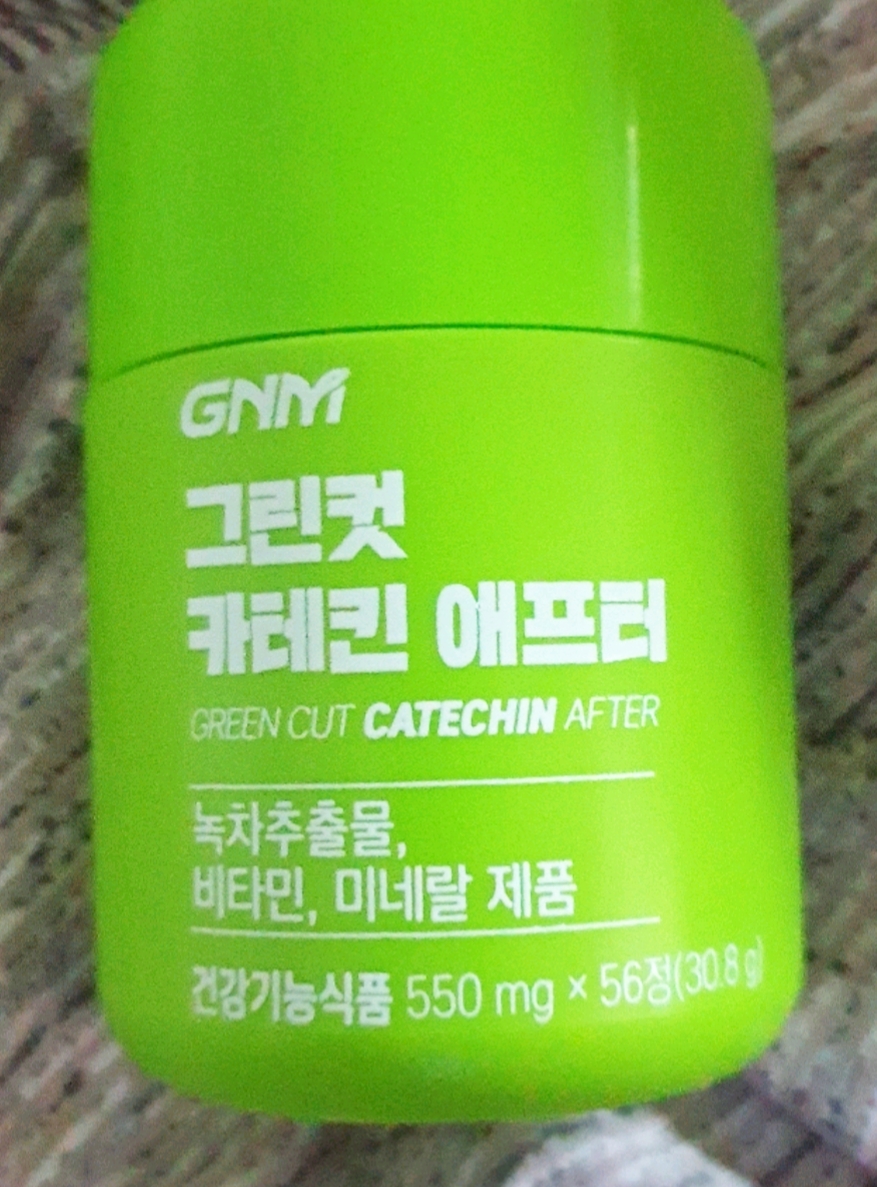 GNM
그린컷
카테킨 애프터
GREEN CUT CATECHIN AFTER
녹차추출물,
비타민, 미네랄 제품
건강기능식품 550 mg × 56정(30.8 g)